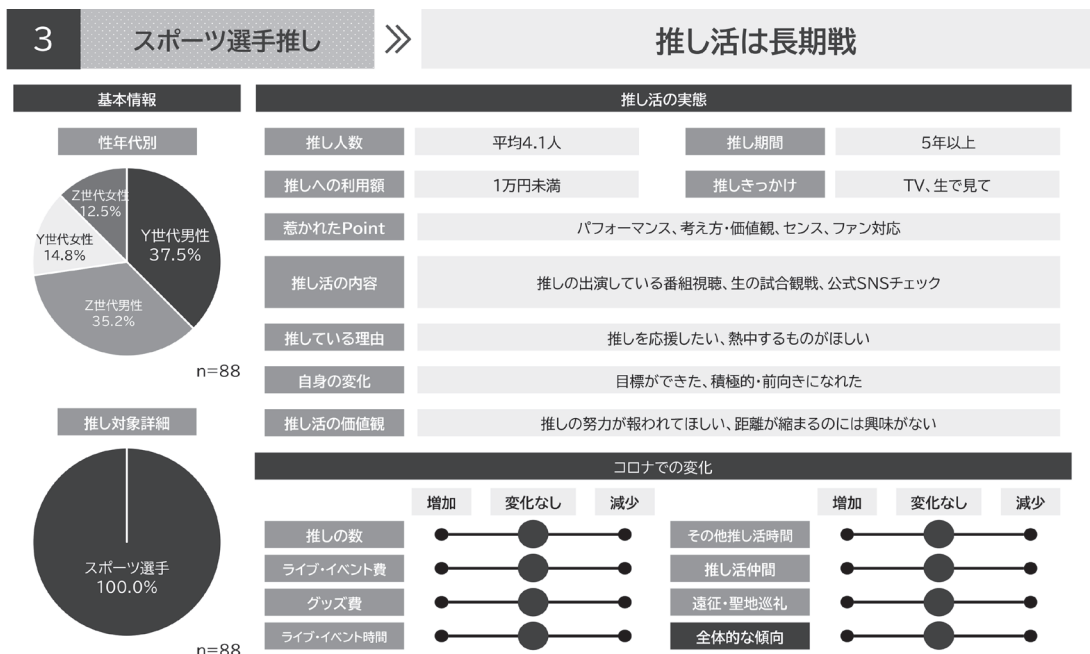 3 スポーツ選手推し 推し活は長期戦
基本情報
性年代別
Z世代女性
12.5%
Y世代女性
14.8%
Y世代男性
37.5%
Z世代男性
35.2%
n=88
推し対象詳細
スポーツ選手
100.0%
n=88
推し活の実態
推し人数 平均4.1人 推し期間 5年以上
推しへの利用額 1万円未満 推しきっかけ TV、生で見て
惹かれたPoint パフォーマンス、考え方・価値観、センス、ファン対応
推し活の内容 推しの出演している番組視聴、生の試合観戦、公式SNSチェック
推している理由 推しを応援したい、熱中するものがほしい
自身の変化 目標ができた、積極的・前向きになれた
推し活の価値観 推しの努力が報われてほしい、距離が縮まるのには興味がない
コロナでの変化
増加 変化なし 減少 増加 変化なし 減少
推しの数 その他推し活時間
ライブ・イベント費 推し活仲間
グッズ費 遠征・聖地巡礼
ライブ・イベント時間 全体的な傾向